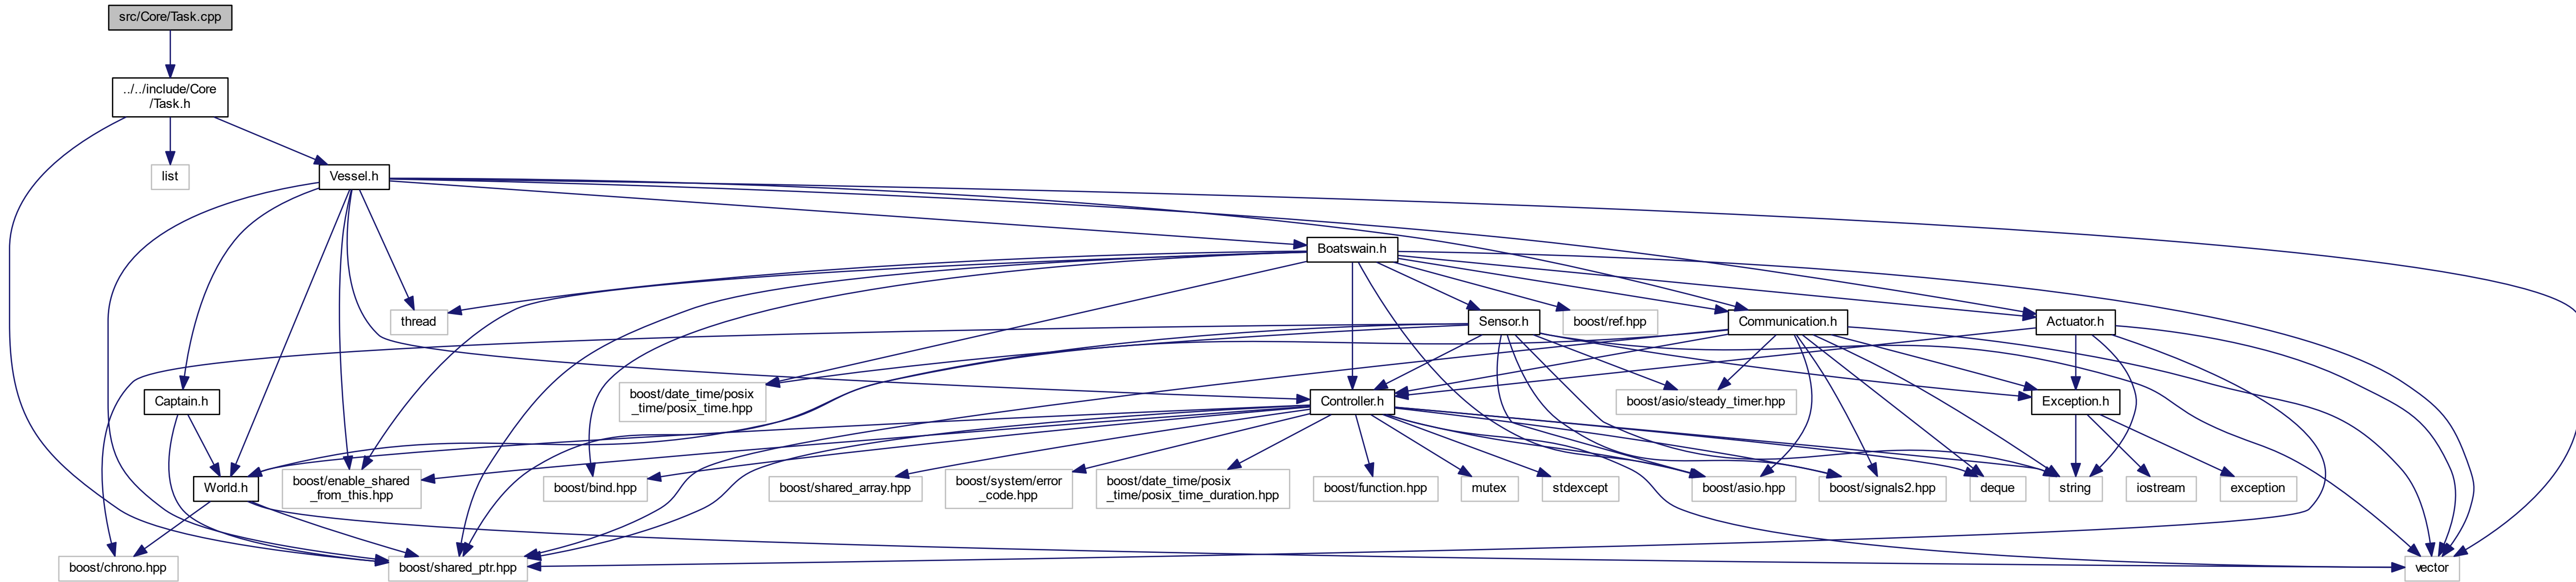 src/Core/Task.cpp
../../include/Core
/Task.h
list
Vessel.h
Boatswain.h
thread
Sensor.h
boost/ref.hpp
Communication.h
Actuator.h
Captain.h
boost/date_time/posix
_time/posix_time.hpp
Controller.h
boost/asio/steady_timer.hpp
Exception.h
World.h
boost/enable_shared
_from_this.hpp
boost/bind.hpp
boost/shared_array.hpp
boost/system/error
_code.hpp
boost/date_time/posix
_time/posix_time_duration.hpp
boost/function.hpp
mutex
stdexcept
boost/asio.hpp
boost/signals2.hpp
deque
string
iostream
exception
boost/chrono.hpp
boost/shared_ptr.hpp
vector